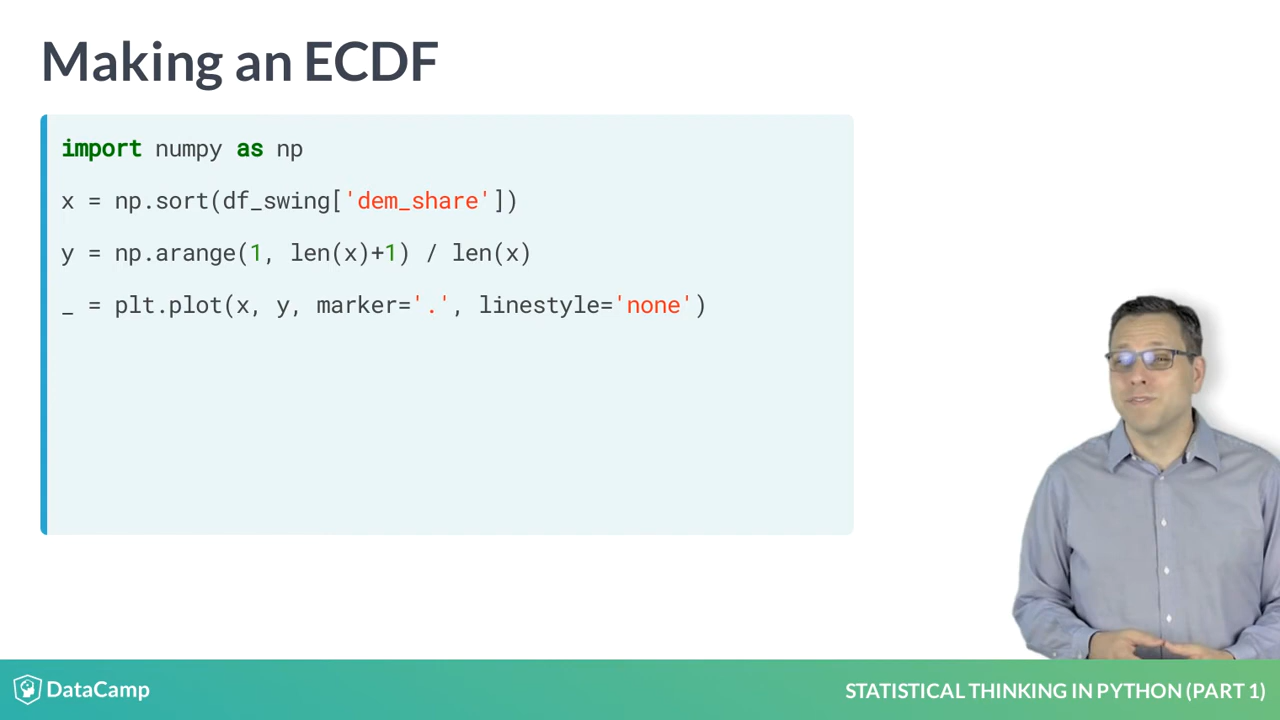 Making an ECDF
import numpy as np
x = np.sort(df_swing['dem_share'])
y = np.arange(1, len(x)+1) / len(x)
_ = plt.plot(x, y, marker='.', linestyle='none')
DataCamp
STATISTICAL THINKING IN PYTHON (PART 1)